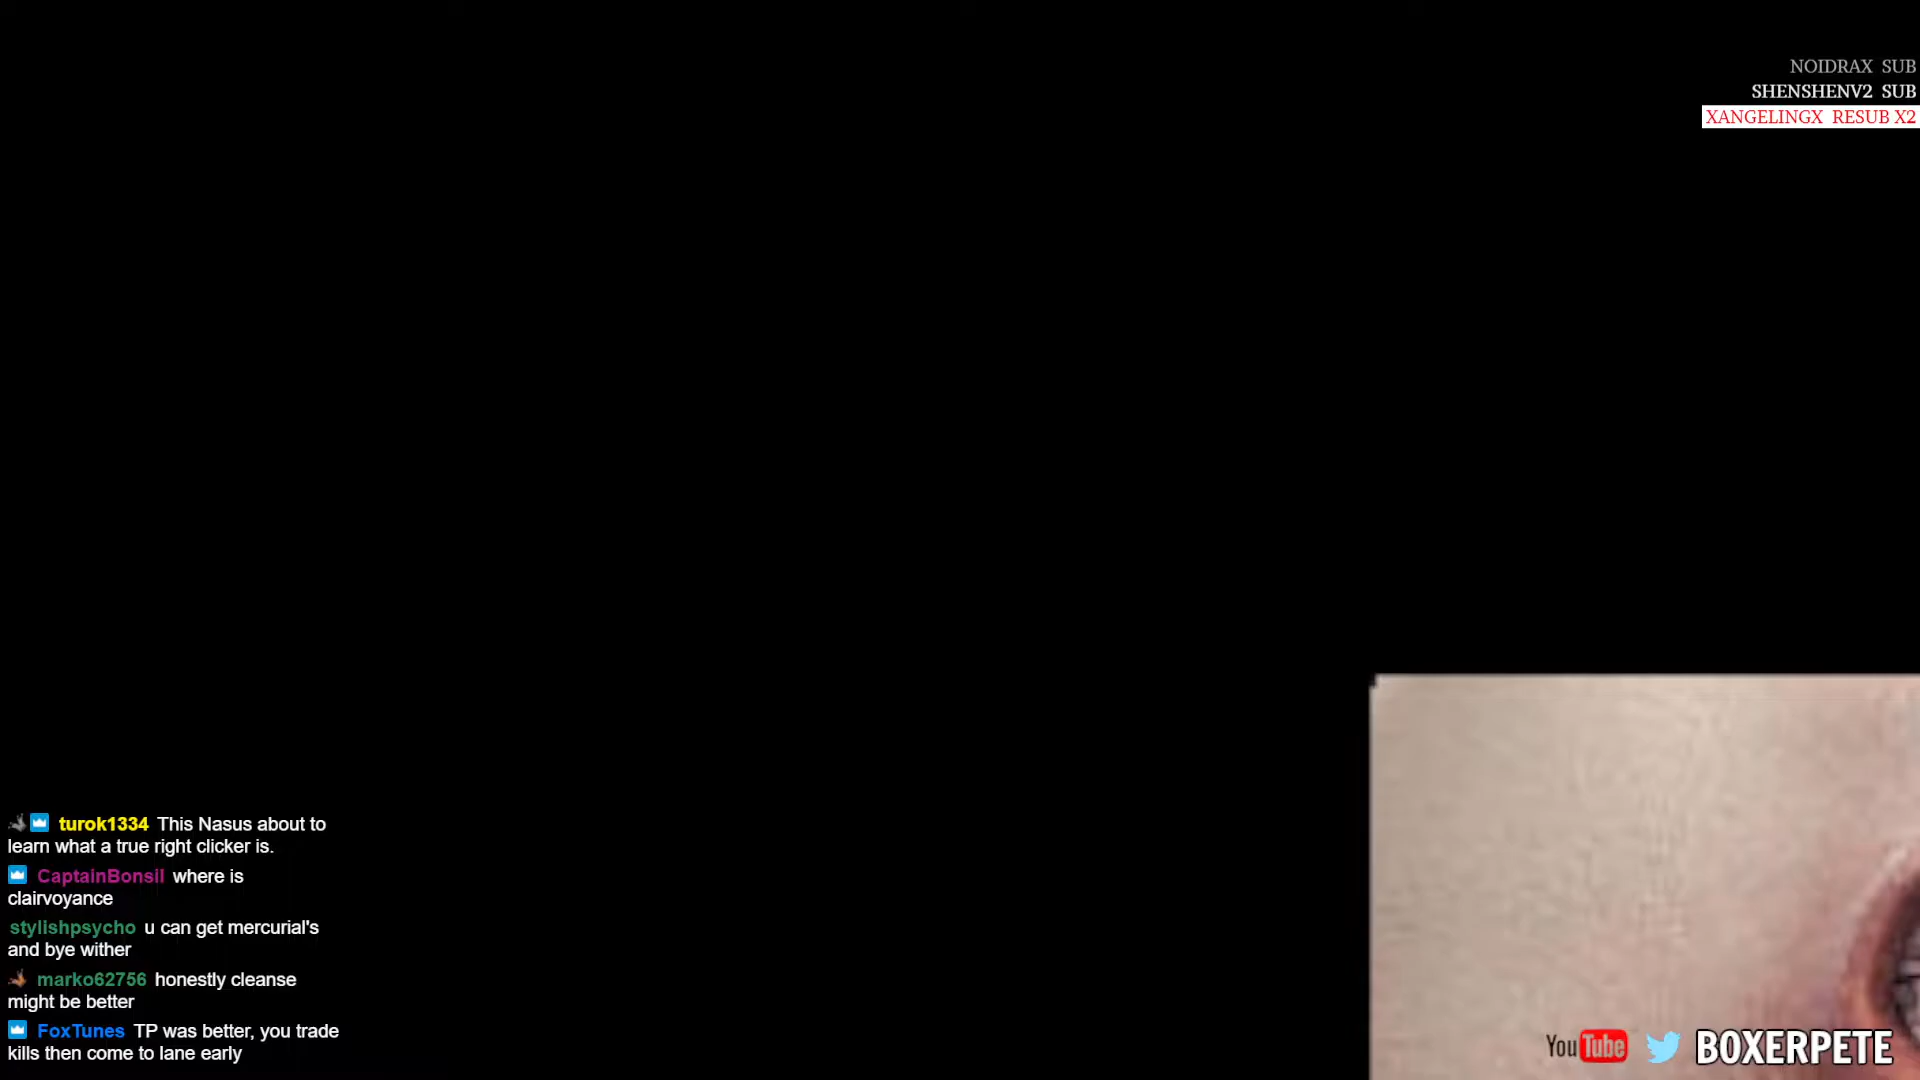 NOIDRAX SUB
SHENSHENV2 SUB
XANGELINGX RESUB X2
turok1334 This Nasus about to
learn what a true right clicker is.
CaptainBonsil where is
clairvoyance
stylishpsycho u can get mercurial's
and bye wither
marko62756 honestly cleanse
might be better
FoxTunes TP was better, you trade
kills then come to lane early
YouTube BOXERPETE